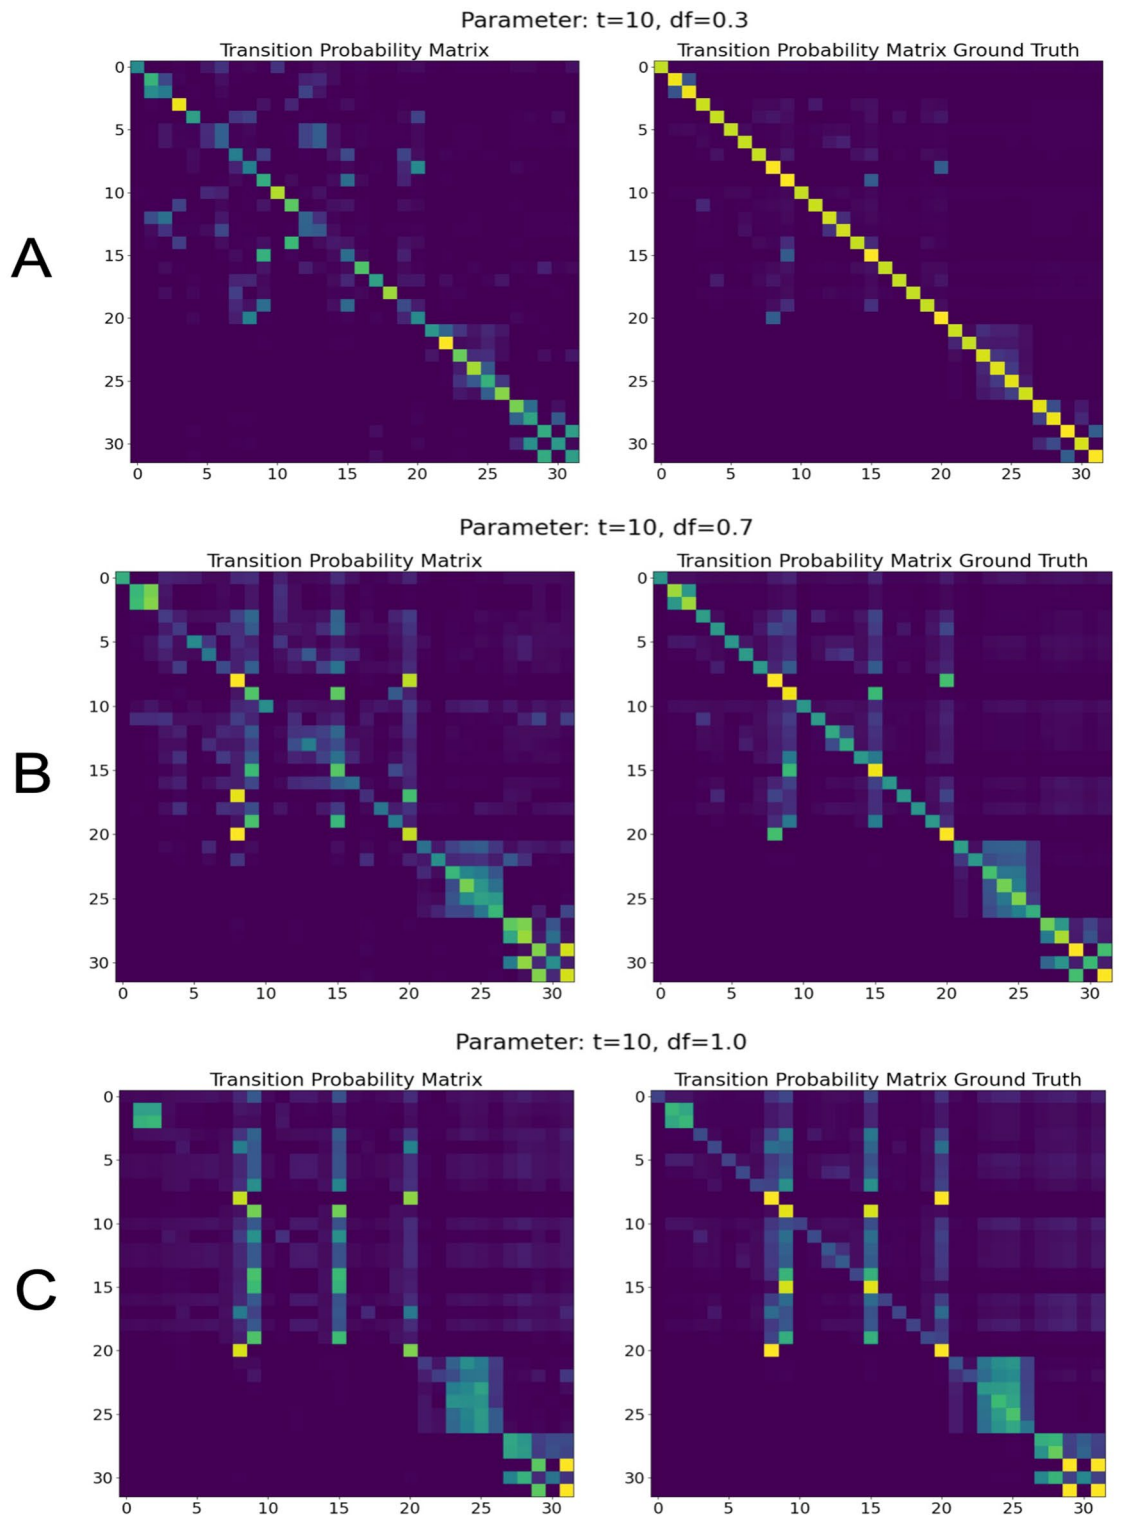 Parameter: t=10, df=0.3
Transition Probability Matrix
Transition Probability Matrix Ground Truth
A
0
5
10
15
20
25
30
0 5 10 15 20 25 30
0
5
10
15
20
25
30
0 5 10 15 20 25 30
Parameter: t=10, df=0.7
Transition Probability Matrix
Transition Probability Matrix Ground Truth
B
0
5
10
15
20
25
30
0 5 10 15 20 25 30
0
5
10
15
20
25
30
0 5 10 15 20 25 30
Parameter: t=10, df=1.0
Transition Probability Matrix
Transition Probability Matrix Ground Truth
C
0
5
10
15
20
25
30
0 5 10 15 20 25 30
0
5
10
15
20
25
30
0 5 10 15 20 25 30